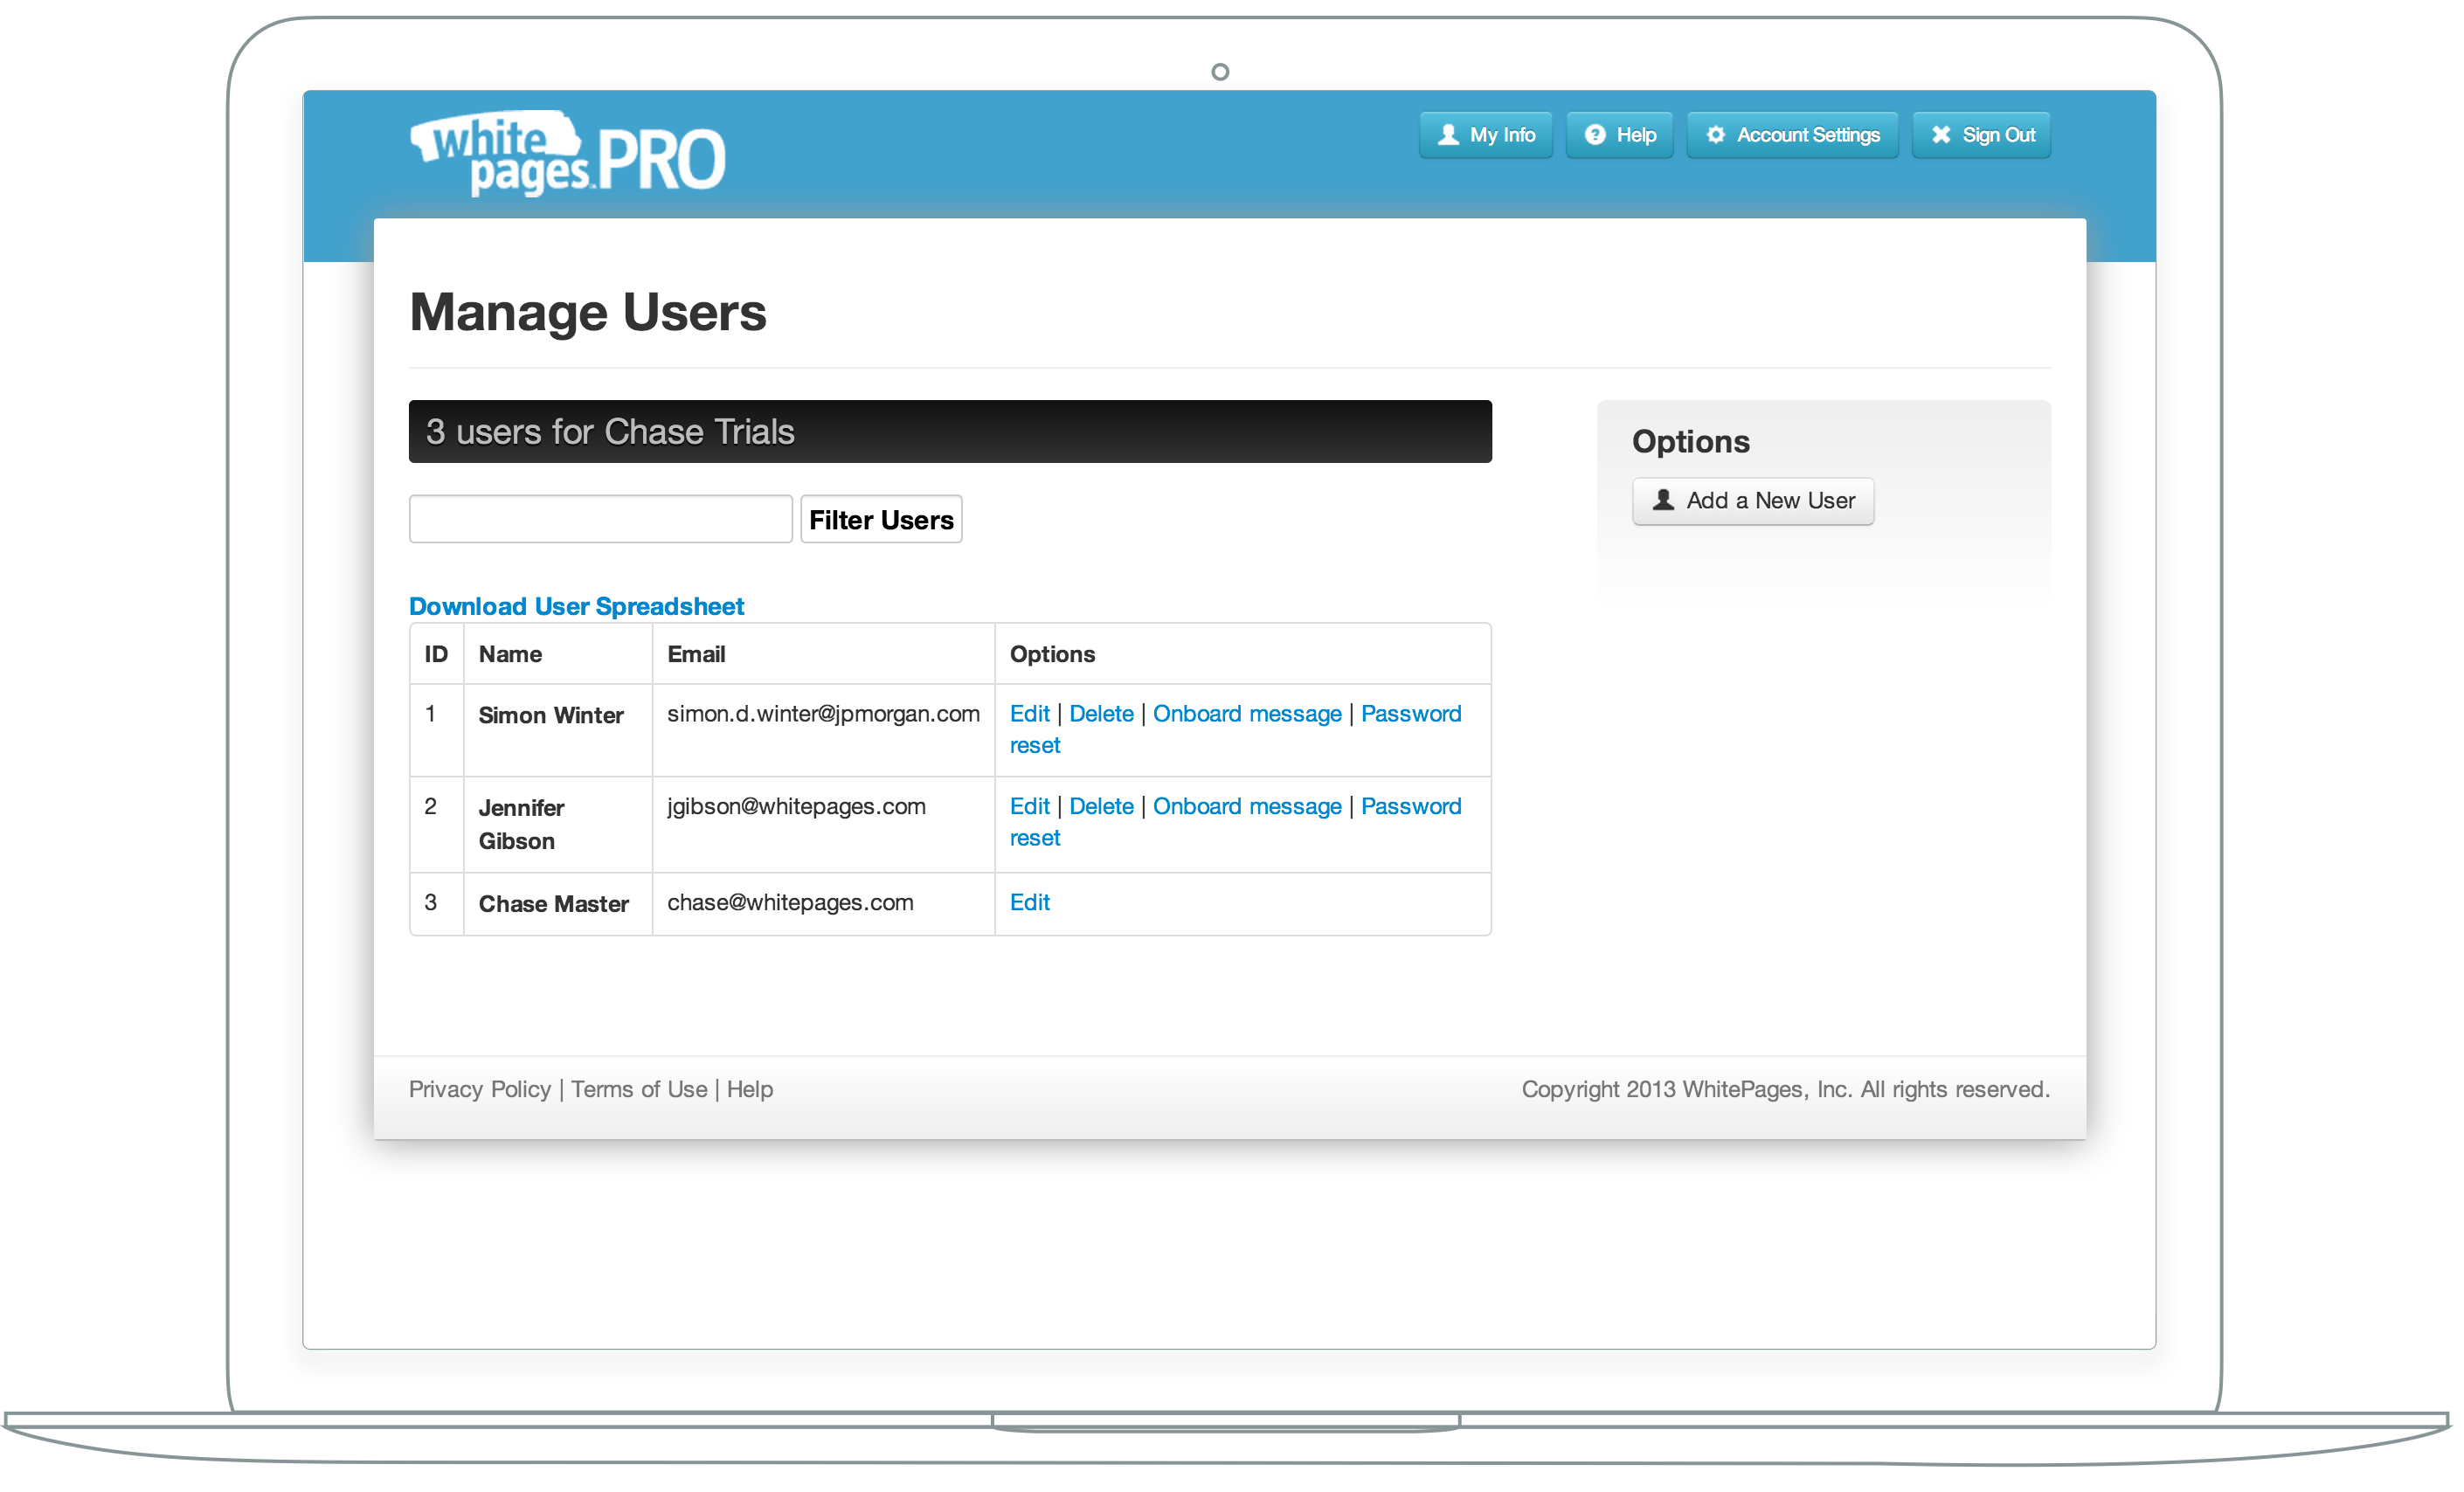 white
pages PRO
My Info
Help
Account Settings
Sign Out
Manage Users
3 users for Chase Trials
Options
Add a New User
Filter Users
Download User Spreadsheet
ID Name Email Options
1 Simon Winter simon.d.winter@jpmorgan.com Edit | Delete | Onboard message | Password
reset
2 Jennifer jgibson@whitepages.com Edit | Delete | Onboard message | Password
Gibson reset
3 Chase Master chase@whitepages.com Edit
Privacy Policy | Terms of Use | Help
Copyright 2013 WhitePages, Inc. All rights reserved.